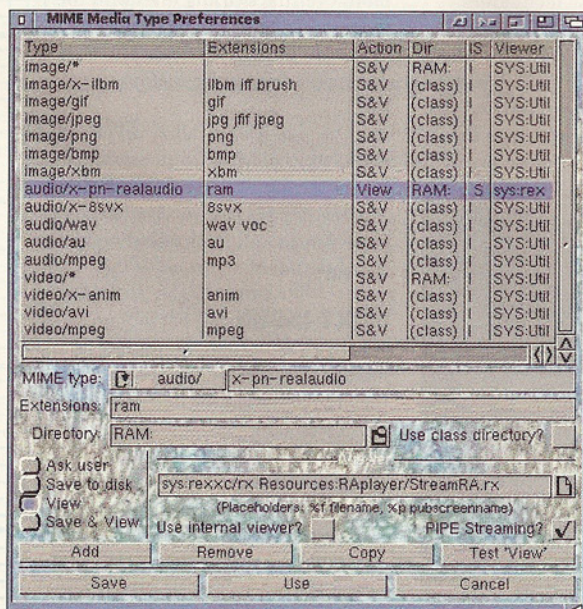 MIME Media Type Preferences
Type Extensions Action Dir IS Viewer
image/* S&V RAM: I SYS:Util
image/x-ilbm ilbm iff brush S&V (class) I SYS:Util
image/gif gif S&V (class) I SYS:Util
image/jpeg jpg jfif jpeg S&V (class) I SYS:Util
image/png png S&V (class) I SYS:Util
image/bmp bmp S&V (class) I SYS:Util
image/xbm xbm S&V (class) I SYS:Util
audio/x-pn-realaudio ram View RAM: S sys:rex
audio/x-8svx 8svx S&V (class) I SYS:Util
audio/wav wav voc S&V (class) I SYS:Util
audio/au au S&V (class) I SYS:Util
audio/mpeg mp3 S&V (class) I SYS:Util
video/* S&V RAM: I SYS:Util
video/x-anim anim S&V (class) I SYS:Util
video/avi avi S&V (class) I SYS:Util
video/mpeg mpeg S&V (class) I SYS:Util
MIME type: audio/ x-pn-realaudio
Extensions: ram
Directory: RAM: Use class directory?
Ask user
Save to disk
View
Save & View
sys:rexxc/rx Resources:RAplayer/StreamRA.rx
(Placeholders: %f filename, %p pubscreenname)
Use internal viewer? PIPE Streaming?
Add Remove Copy Test "View"
Save Use Cancel